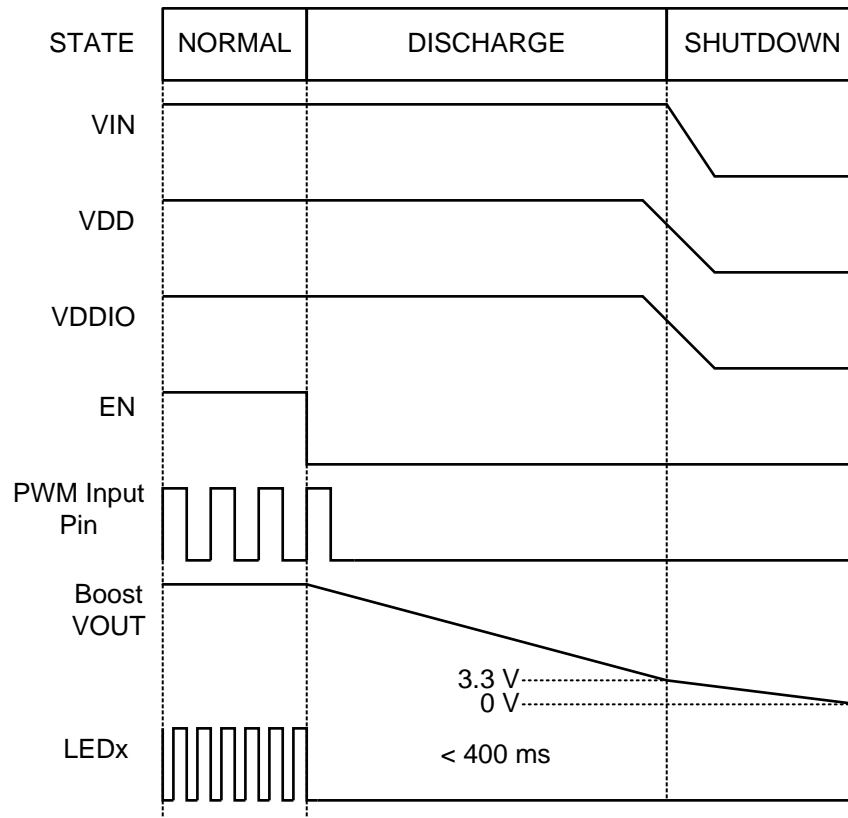 STATE NORMAL DISCHARGE SHUTDOWN
VIN
VDD
VDDIO
EN
PWM Input
Pin
Boost
VOUT
3.3 V
0 V
LEDx
< 400 ms